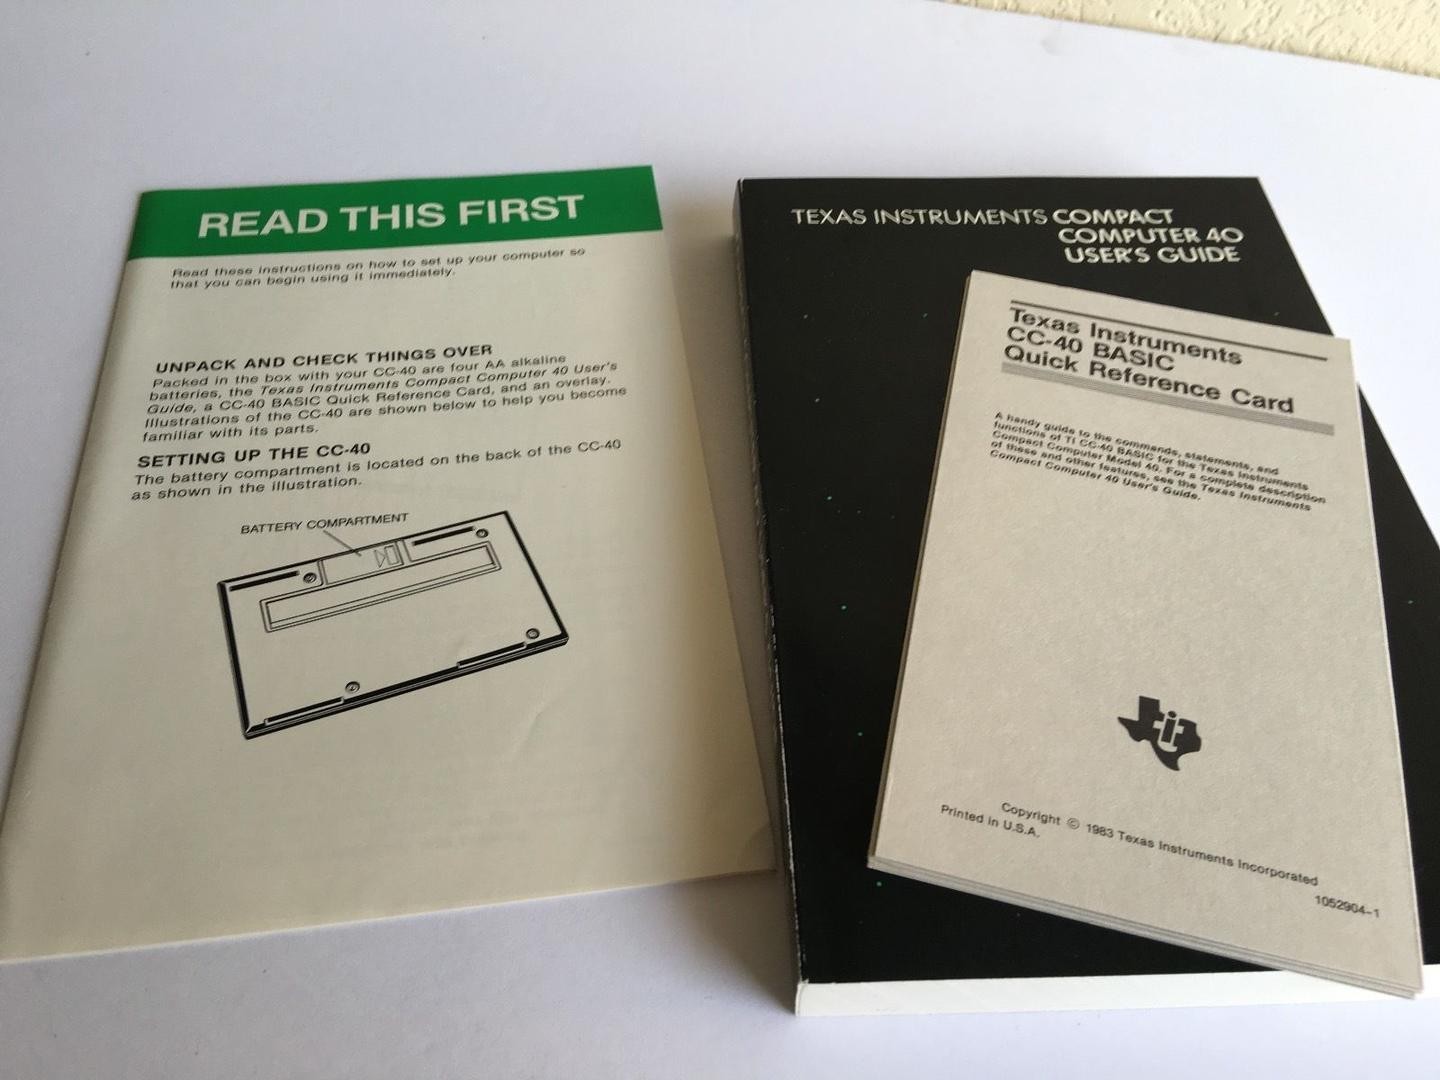 READ THIS FIRST
Read these instructions on how to set up your computer so
that you can begin using it immediately.
UNPACK AND CHECK THINGS OVER
Packed in the box with your CC-40 are four AA alkaline
batteries, the Texas Instruments Compact Computer 40 User's
Guide, a CC-40 BASIC Quick Reference Card, and an overlay.
Illustrations of the CC-40 are shown below to help you become
familiar with its parts.
SETTING UP THE CC-40
The battery compartment is located on the back of the CC-40
as shown in the illustration.
BATTERY COMPARTMENT
TEXAS INSTRUMENTS COMPACT
COMPUTER 40
USER'S GUIDE
Texas Instruments
CC-40 BASIC
Quick Reference Card
A handy guide to the commands, statements, and
functions of TI CC-40 BASIC for the Texas Instruments
Compact Computer Model 40. For a complete description
of these and other features, see the Texas Instruments
Compact Computer 40 User's Guide.
ti
Copyright © 1983 Texas Instruments Incorporated
Printed in U.S.A.
1052904-1